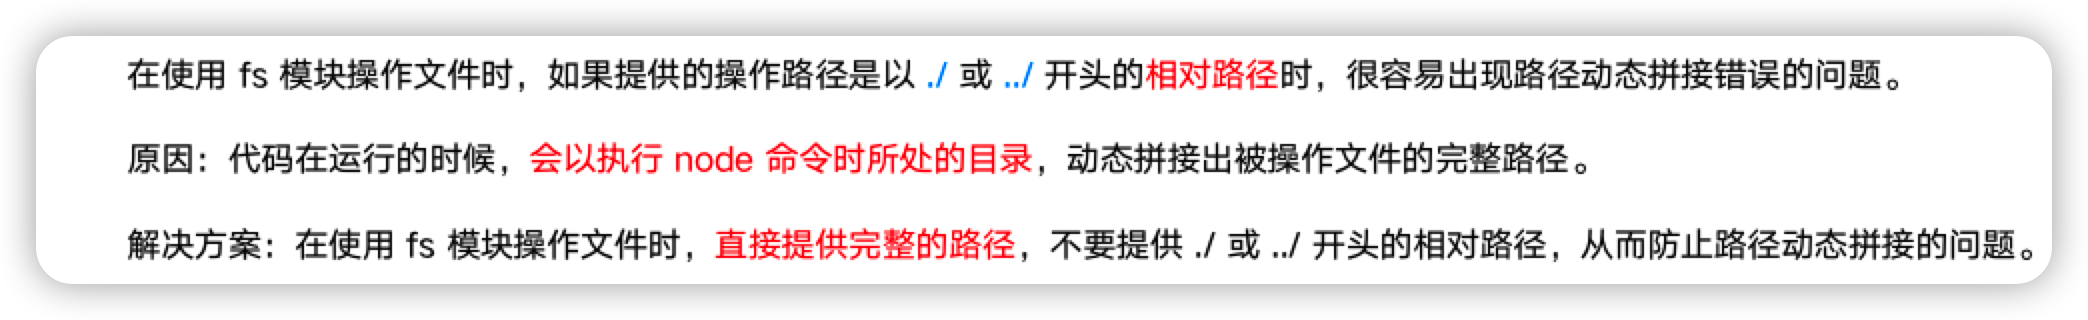 在使用 fs 模块操作文件时，如果提供的操作路径是以 ./ 或 ../ 开头的相对路径时，很容易出现路径动态拼接错误的问题。
原因：代码在运行的时候，会以执行 node 命令时所处的目录，动态拼接出被操作文件的完整路径。
解决方案：在使用 fs 模块操作文件时，直接提供完整的路径，不要提供 ./ 或 ../ 开头的相对路径，从而防止路径动态拼接的问题。